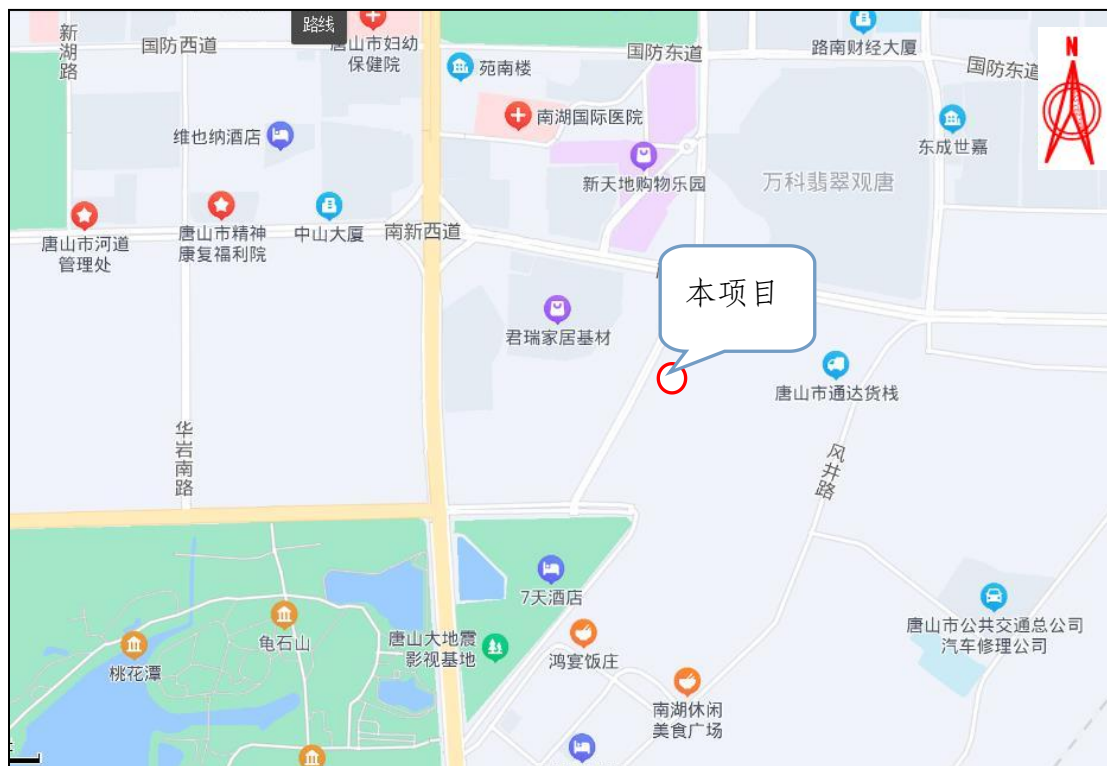 新湖路
国防西道
路线
唐山市妇幼
保健院
苑南楼
国防东道
路南财经大厦
国防东道
N
南湖国际医院
维也纳酒店
新天地购物乐园
万科翡翠观唐
东成世嘉
唐山市河道
管理处
唐山市精神
康复福利院
中山大厦
南新西道
本项目
君瑞家居基材
唐山市通达货栈
华岩南路
风井路
7天酒店
唐山市公共交通总公司
汽车修理公司
龟石山
唐山大地震
影视基地
鸿宴饭庄
桃花潭
南湖休闲
美食广场